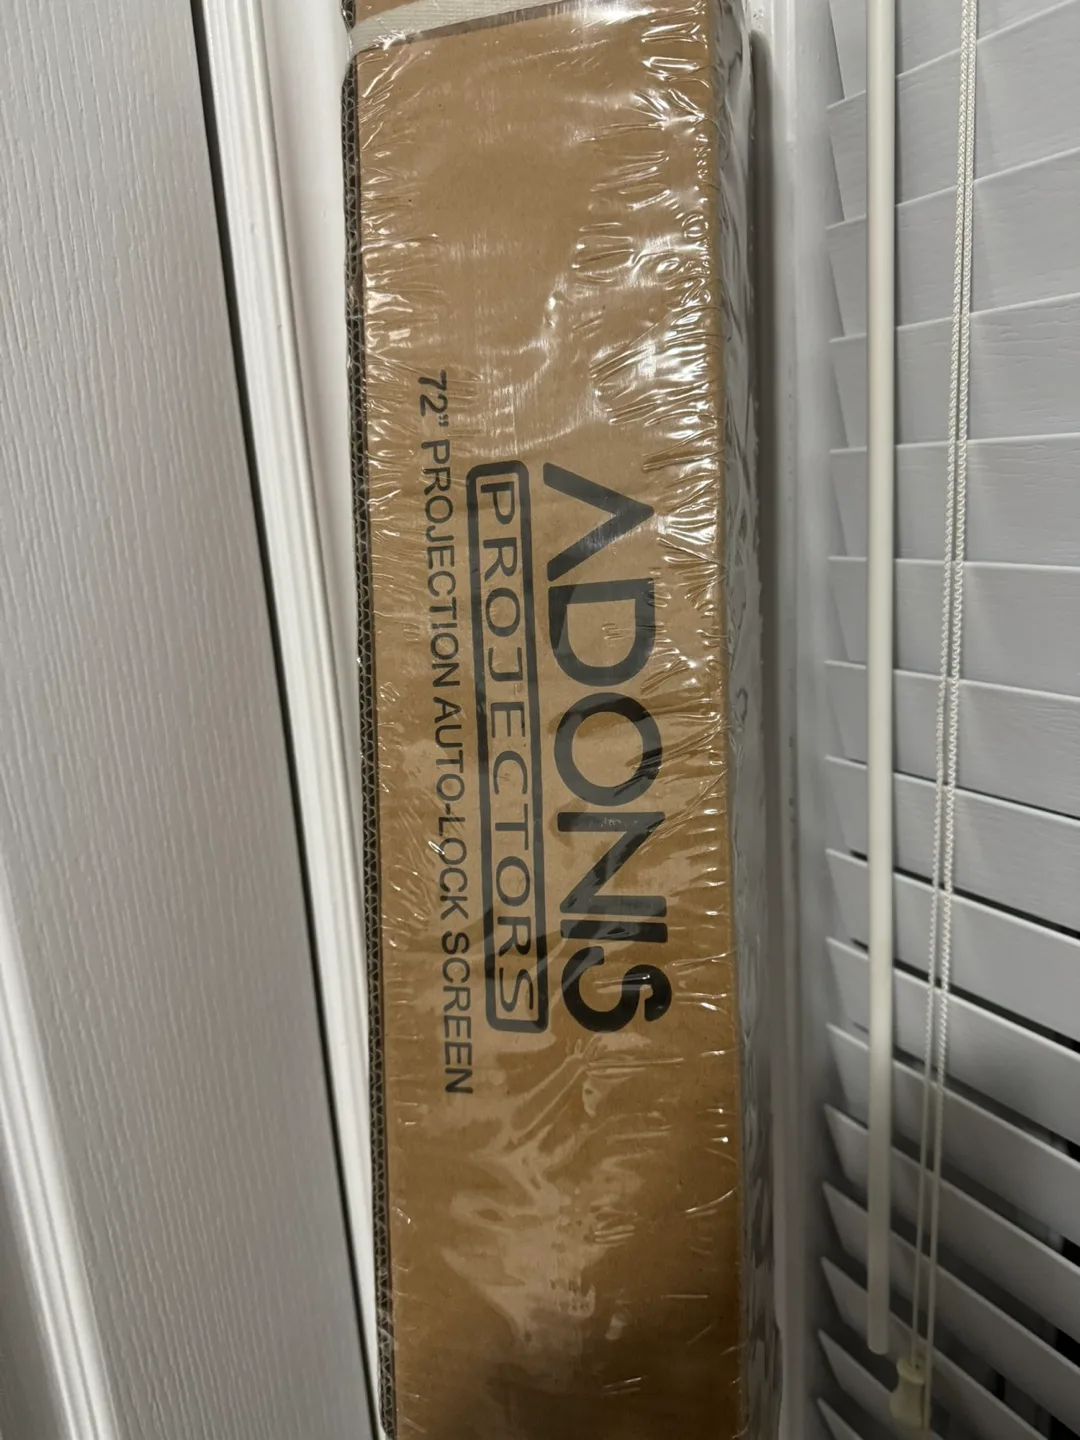 ADONIS
PROJECTORS
72" PROJECTION AUTO-LOCK SCREEN